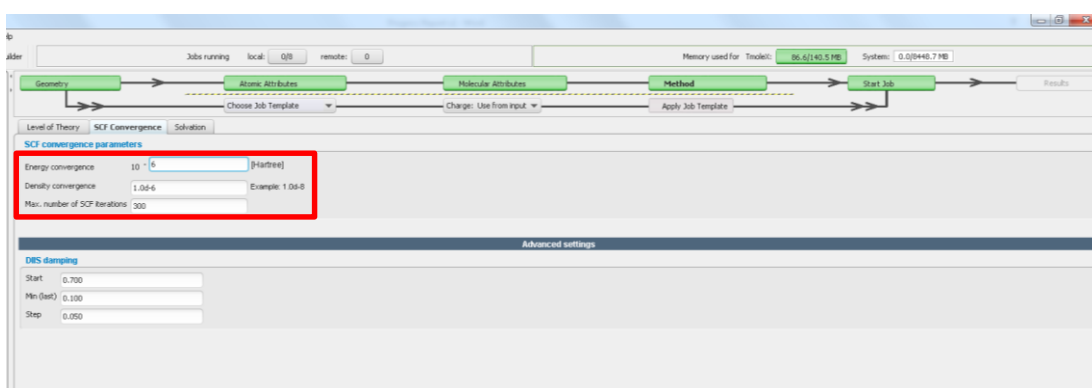 lp
uilder Jobs running local: 0/8 remote: 0 Memory used for TmoleX: 86.6/140.5 MB System: 0.0/8448.7 MB
Geometry Atomic Attributes Molecular Attributes Method Start Job Results
Choose Job Template Charge: Use from input Apply Job Template
Level of Theory SCF Convergence Solvation
SCF convergence parameters
Energy convergence 10 - 6 [Hartree]
Density convergence 1.0d-6 Example: 1.0d-8
Max. number of SCF iterations 300
Advanced settings
DIIS damping
Start 0.700
Min (last) 0.100
Step 0.050